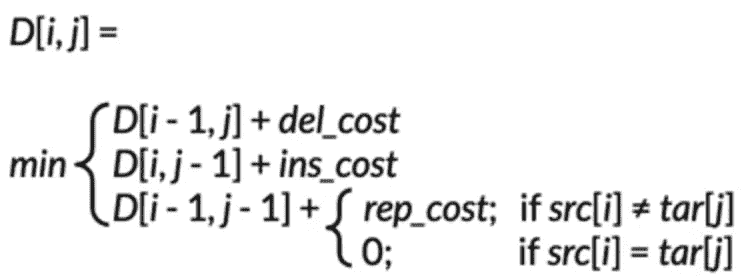 D[i, j] =
D[i - 1, j] + del_cost
min { D[i, j - 1] + ins_cost
D[i - 1, j - 1] + { rep_cost; if src[i] ≠ tar[j]
0; if src[i] = tar[j]